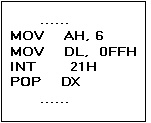 ......
MOV AH, 6
MOV DL, 0FFH
INT 21H
POP DX
......